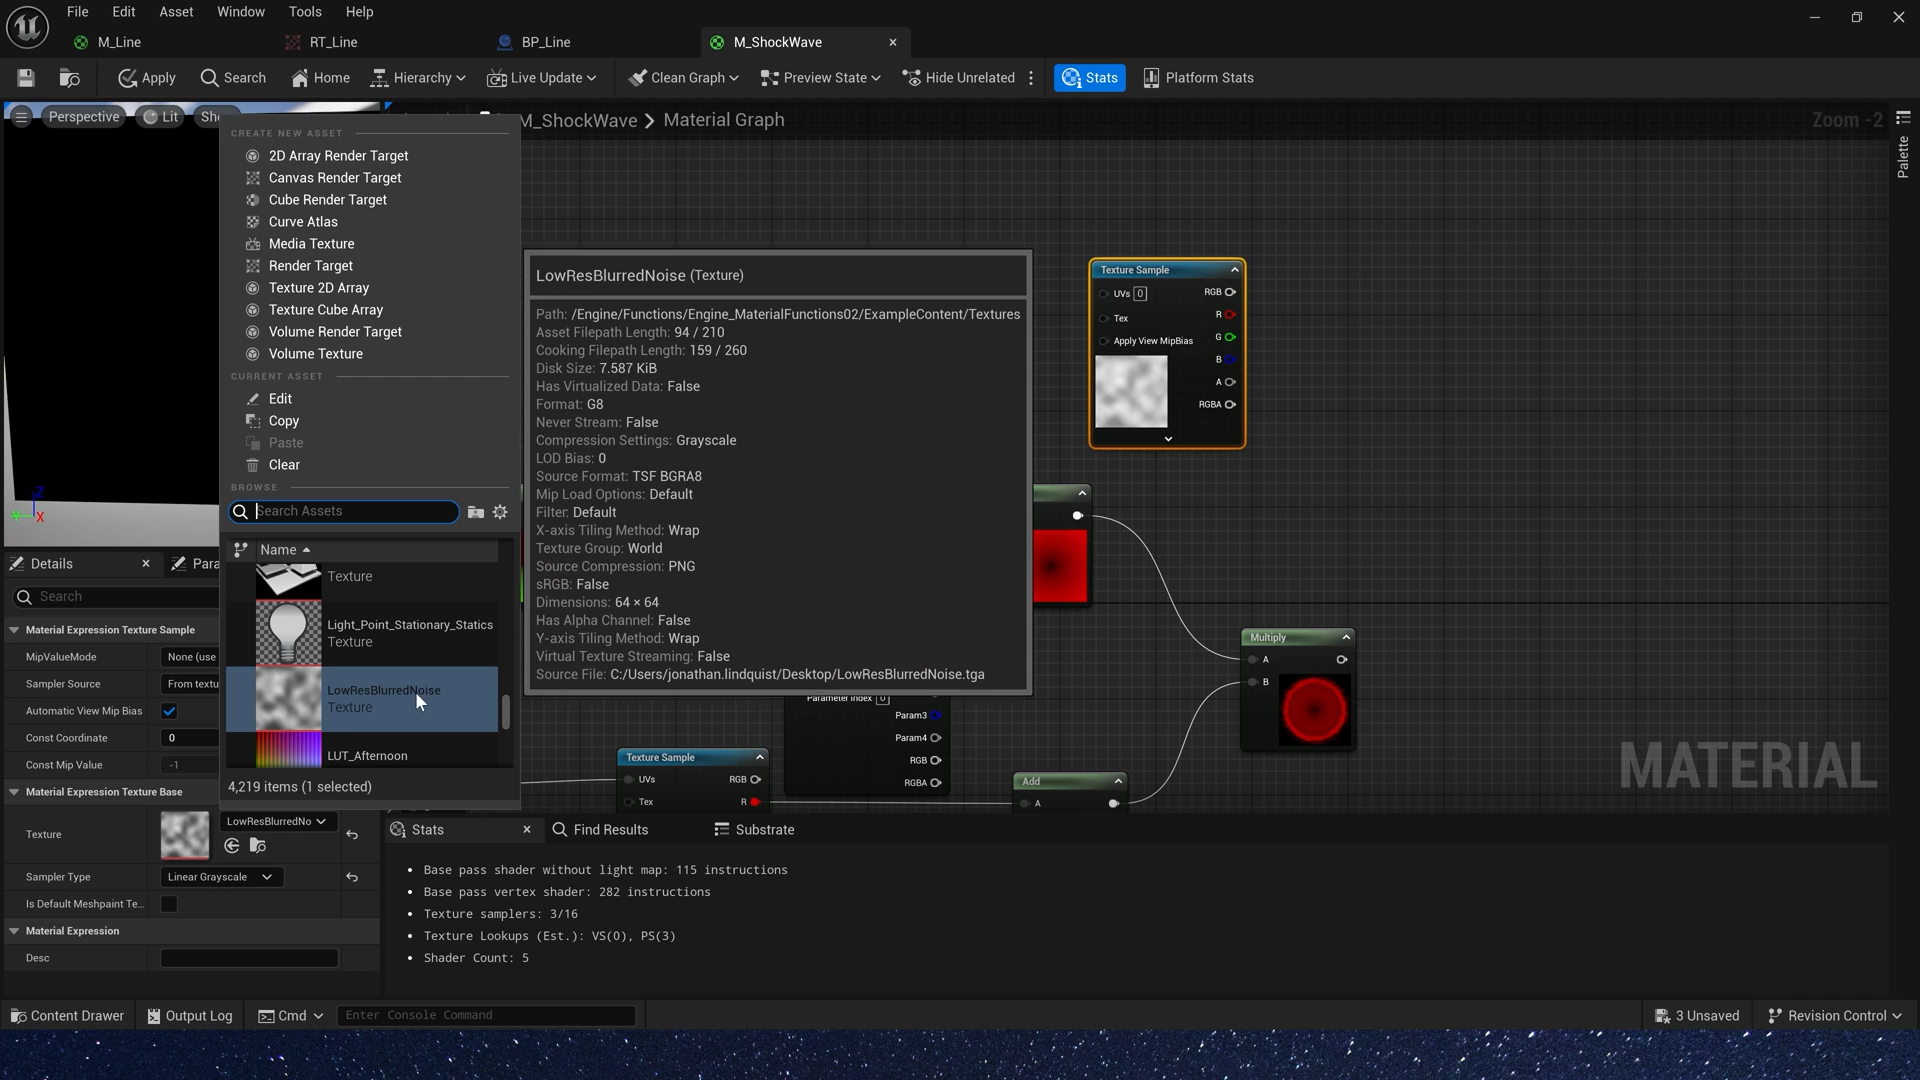 File Edit Asset Window Tools Help
M_Line RT_Line BP_Line M_ShockWave
Apply Search Home Hierarchy Live Update Clean Graph Preview State Hide Unrelated Stats Platform Stats
Perspective Lit Sh
M_ShockWave > Material Graph
Zoom -2
Palette
CREATE NEW ASSET
2D Array Render Target
Canvas Render Target
Cube Render Target
Curve Atlas
Media Texture
Render Target
Texture 2D Array
Texture Cube Array
Volume Render Target
Volume Texture
CURRENT ASSET
Edit
Copy
Paste
Clear
BROWSE
Search Assets
Name
Texture
Light_Point_Stationary_Statics
Texture
LowResBlurredNoise
Texture
LUT_Afternoon
4,219 items (1 selected)
LowResBlurredNoise (Texture)
Path: /Engine/Functions/Engine_MaterialFunctions02/ExampleContent/Textures
Asset Filepath Length: 94 / 210
Cooking Filepath Length: 159 / 260
Disk Size: 7.587 KiB
Has Virtualized Data: False
Format: G8
Never Stream: False
Compression Settings: Grayscale
LOD Bias: 0
Source Format: TSF BGRA8
Mip Load Options: Default
Filter: Default
X-axis Tiling Method: Wrap
Texture Group: World
Source Compression: PNG
sRGB: False
Dimensions: 64 × 64
Has Alpha Channel: False
Y-axis Tiling Method: Wrap
Virtual Texture Streaming: False
Source File: C:/Users/jonathan.lindquist/Desktop/LowResBlurredNoise.tga
Texture Sample
UVs 0 RGB
Tex R
G
Apply View MipBias
B
A
RGBA
Multiply
A
B
Parameter Index 0
Param3
Param4
RGB
RGBA
Texture Sample
UVs RGB
Tex R
Add
A
MATERIAL
Z
X
Details Para
Search
Material Expression Texture Sample
MipValueMode None (use
Sampler Source From textu
Automatic View Mip Bias
Const Coordinate 0
Const Mip Value -1
Material Expression Texture Base
Texture LowResBlurredNo
Sampler Type Linear Grayscale
Is Default Meshpaint Te...
Material Expression
Desc
Stats Find Results Substrate
• Base pass shader without light map: 115 instructions
• Base pass vertex shader: 282 instructions
• Texture samplers: 3/16
• Texture Lookups (Est.): VS(0), PS(3)
• Shader Count: 5
Content Drawer Output Log Cmd Enter Console Command 3 Unsaved Revision Control